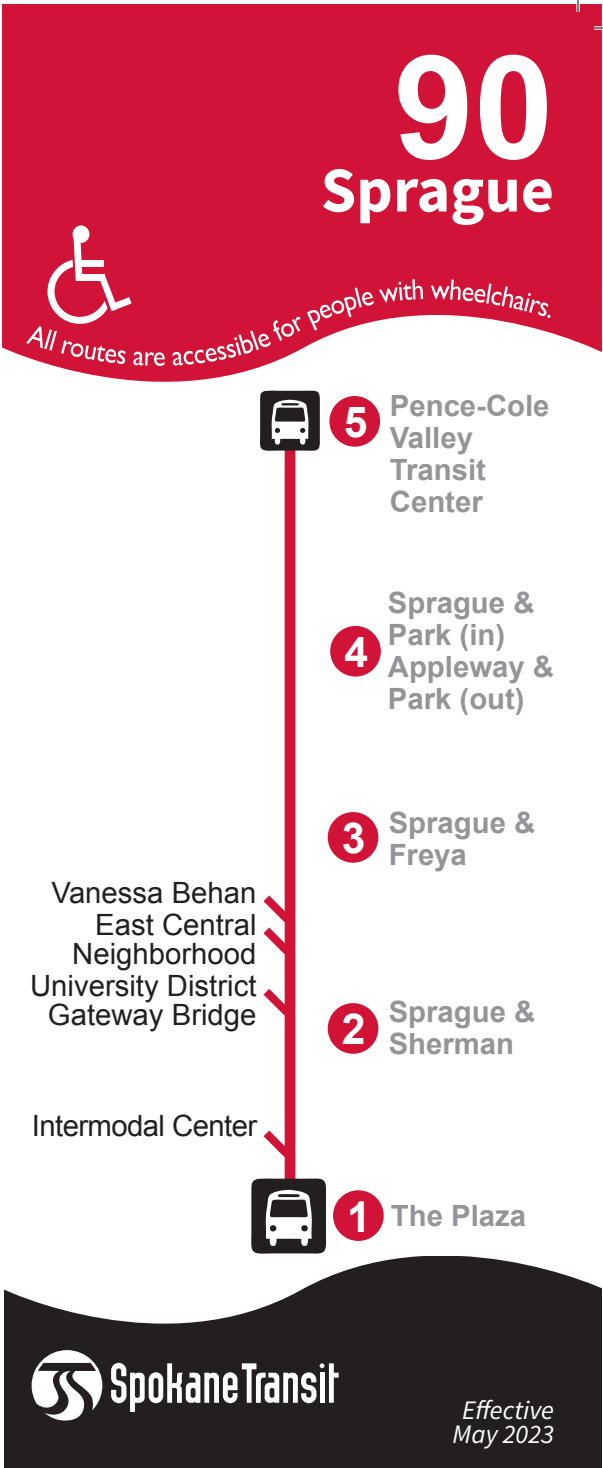 90
Sprague
All routes are accessible for people with wheelchairs.
5
Pence-Cole
Valley
Transit
Center
4
Sprague &
Park (in)
Appleway &
Park (out)
3
Sprague &
Freya
Vanessa Behan
East Central
Neighborhood
University District
Gateway Bridge
2
Sprague &
Sherman
Intermodal Center
1
The Plaza
Spokane Transit
Effective
May 2023